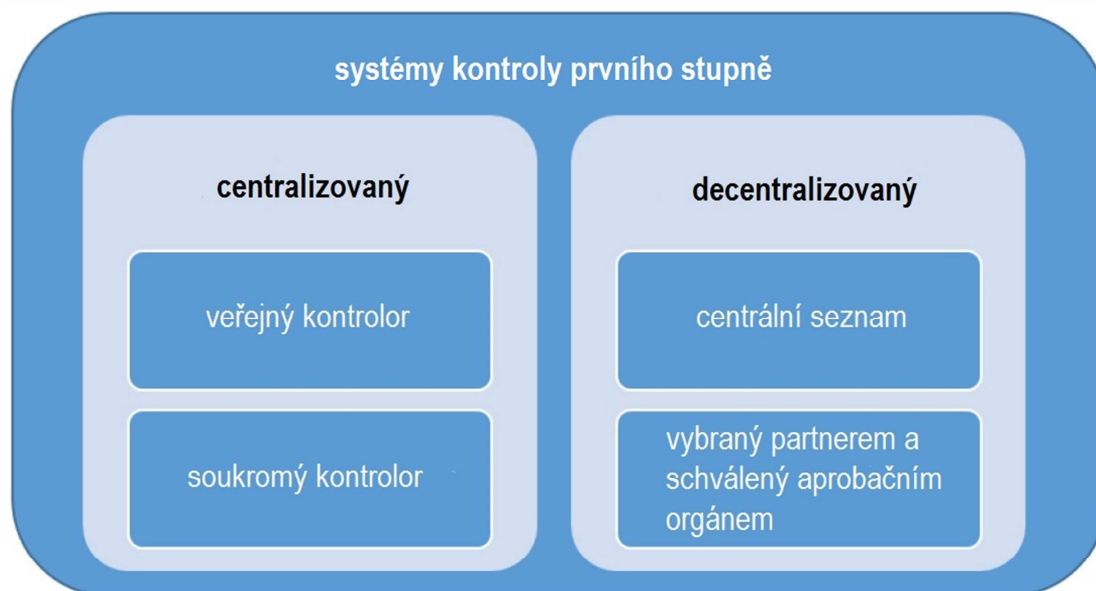 systémy kontroly prvního stupně
centralizovaný
veřejný kontrolor
soukromý kontrolor
decentralizovaný
centrální seznam
vybraný partnerem a
schválený aprobačním
orgánem